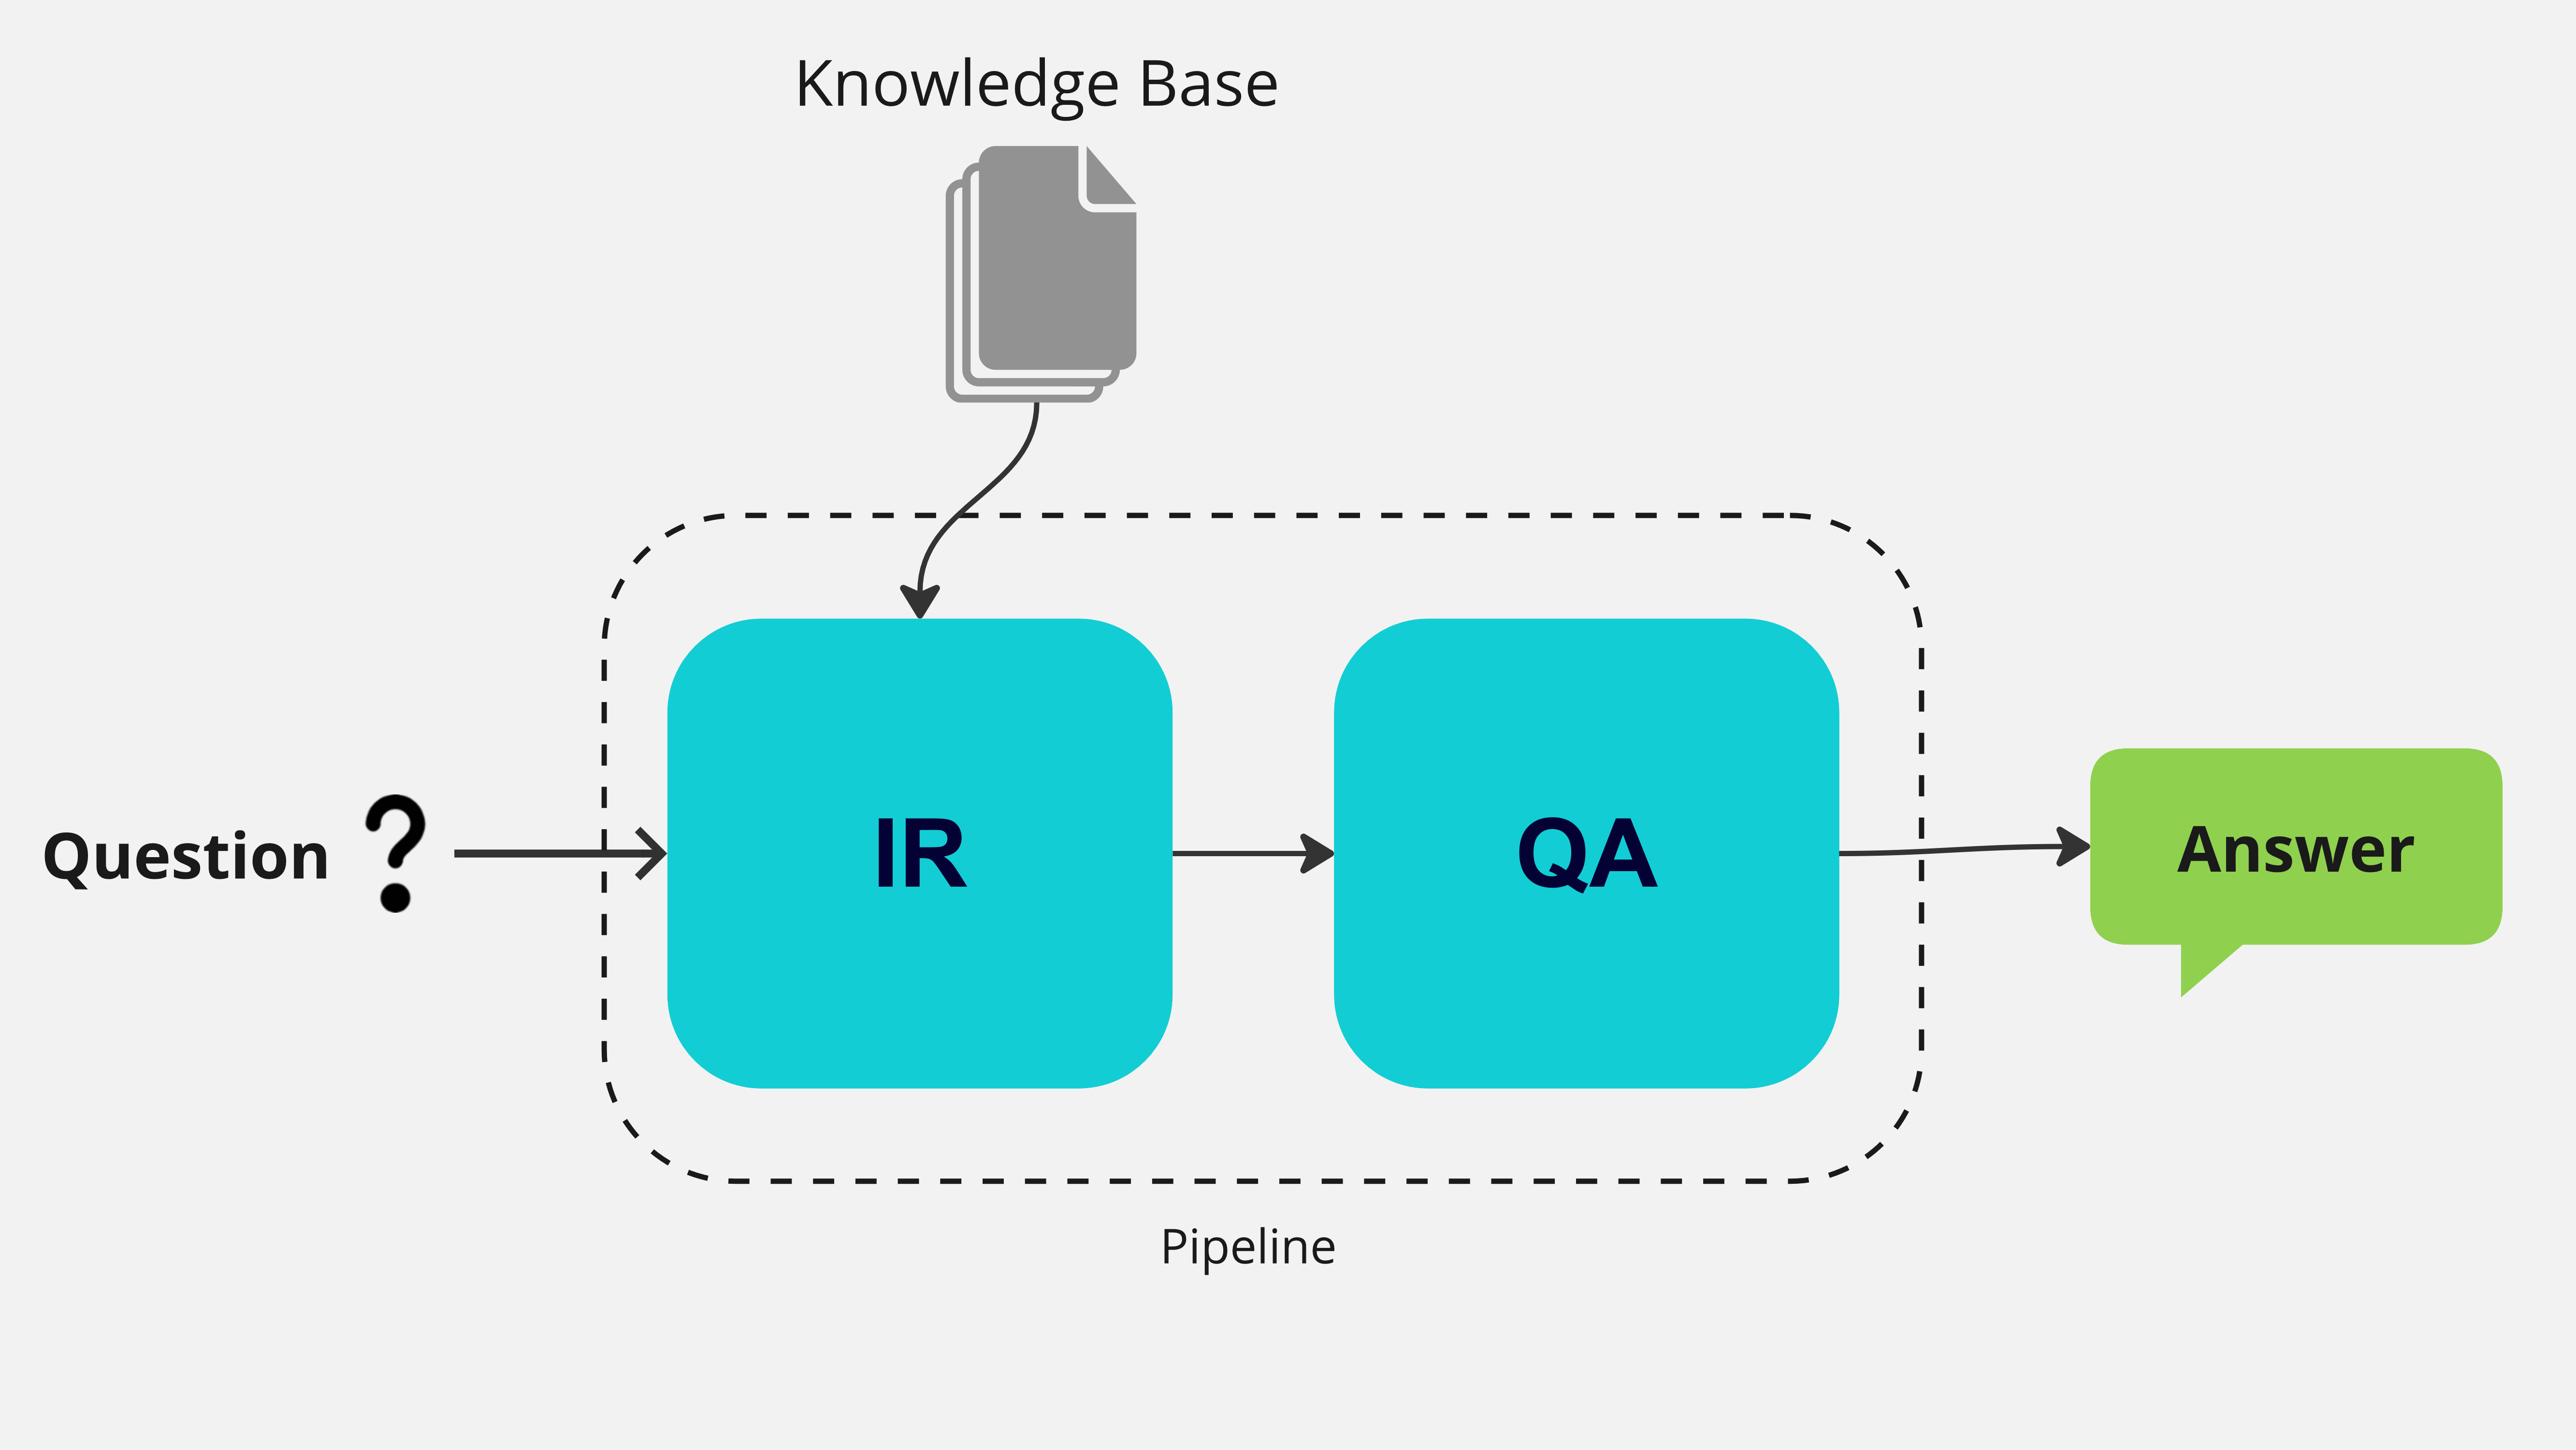 Knowledge Base
Question ?
IR
QA
Answer
Pipeline